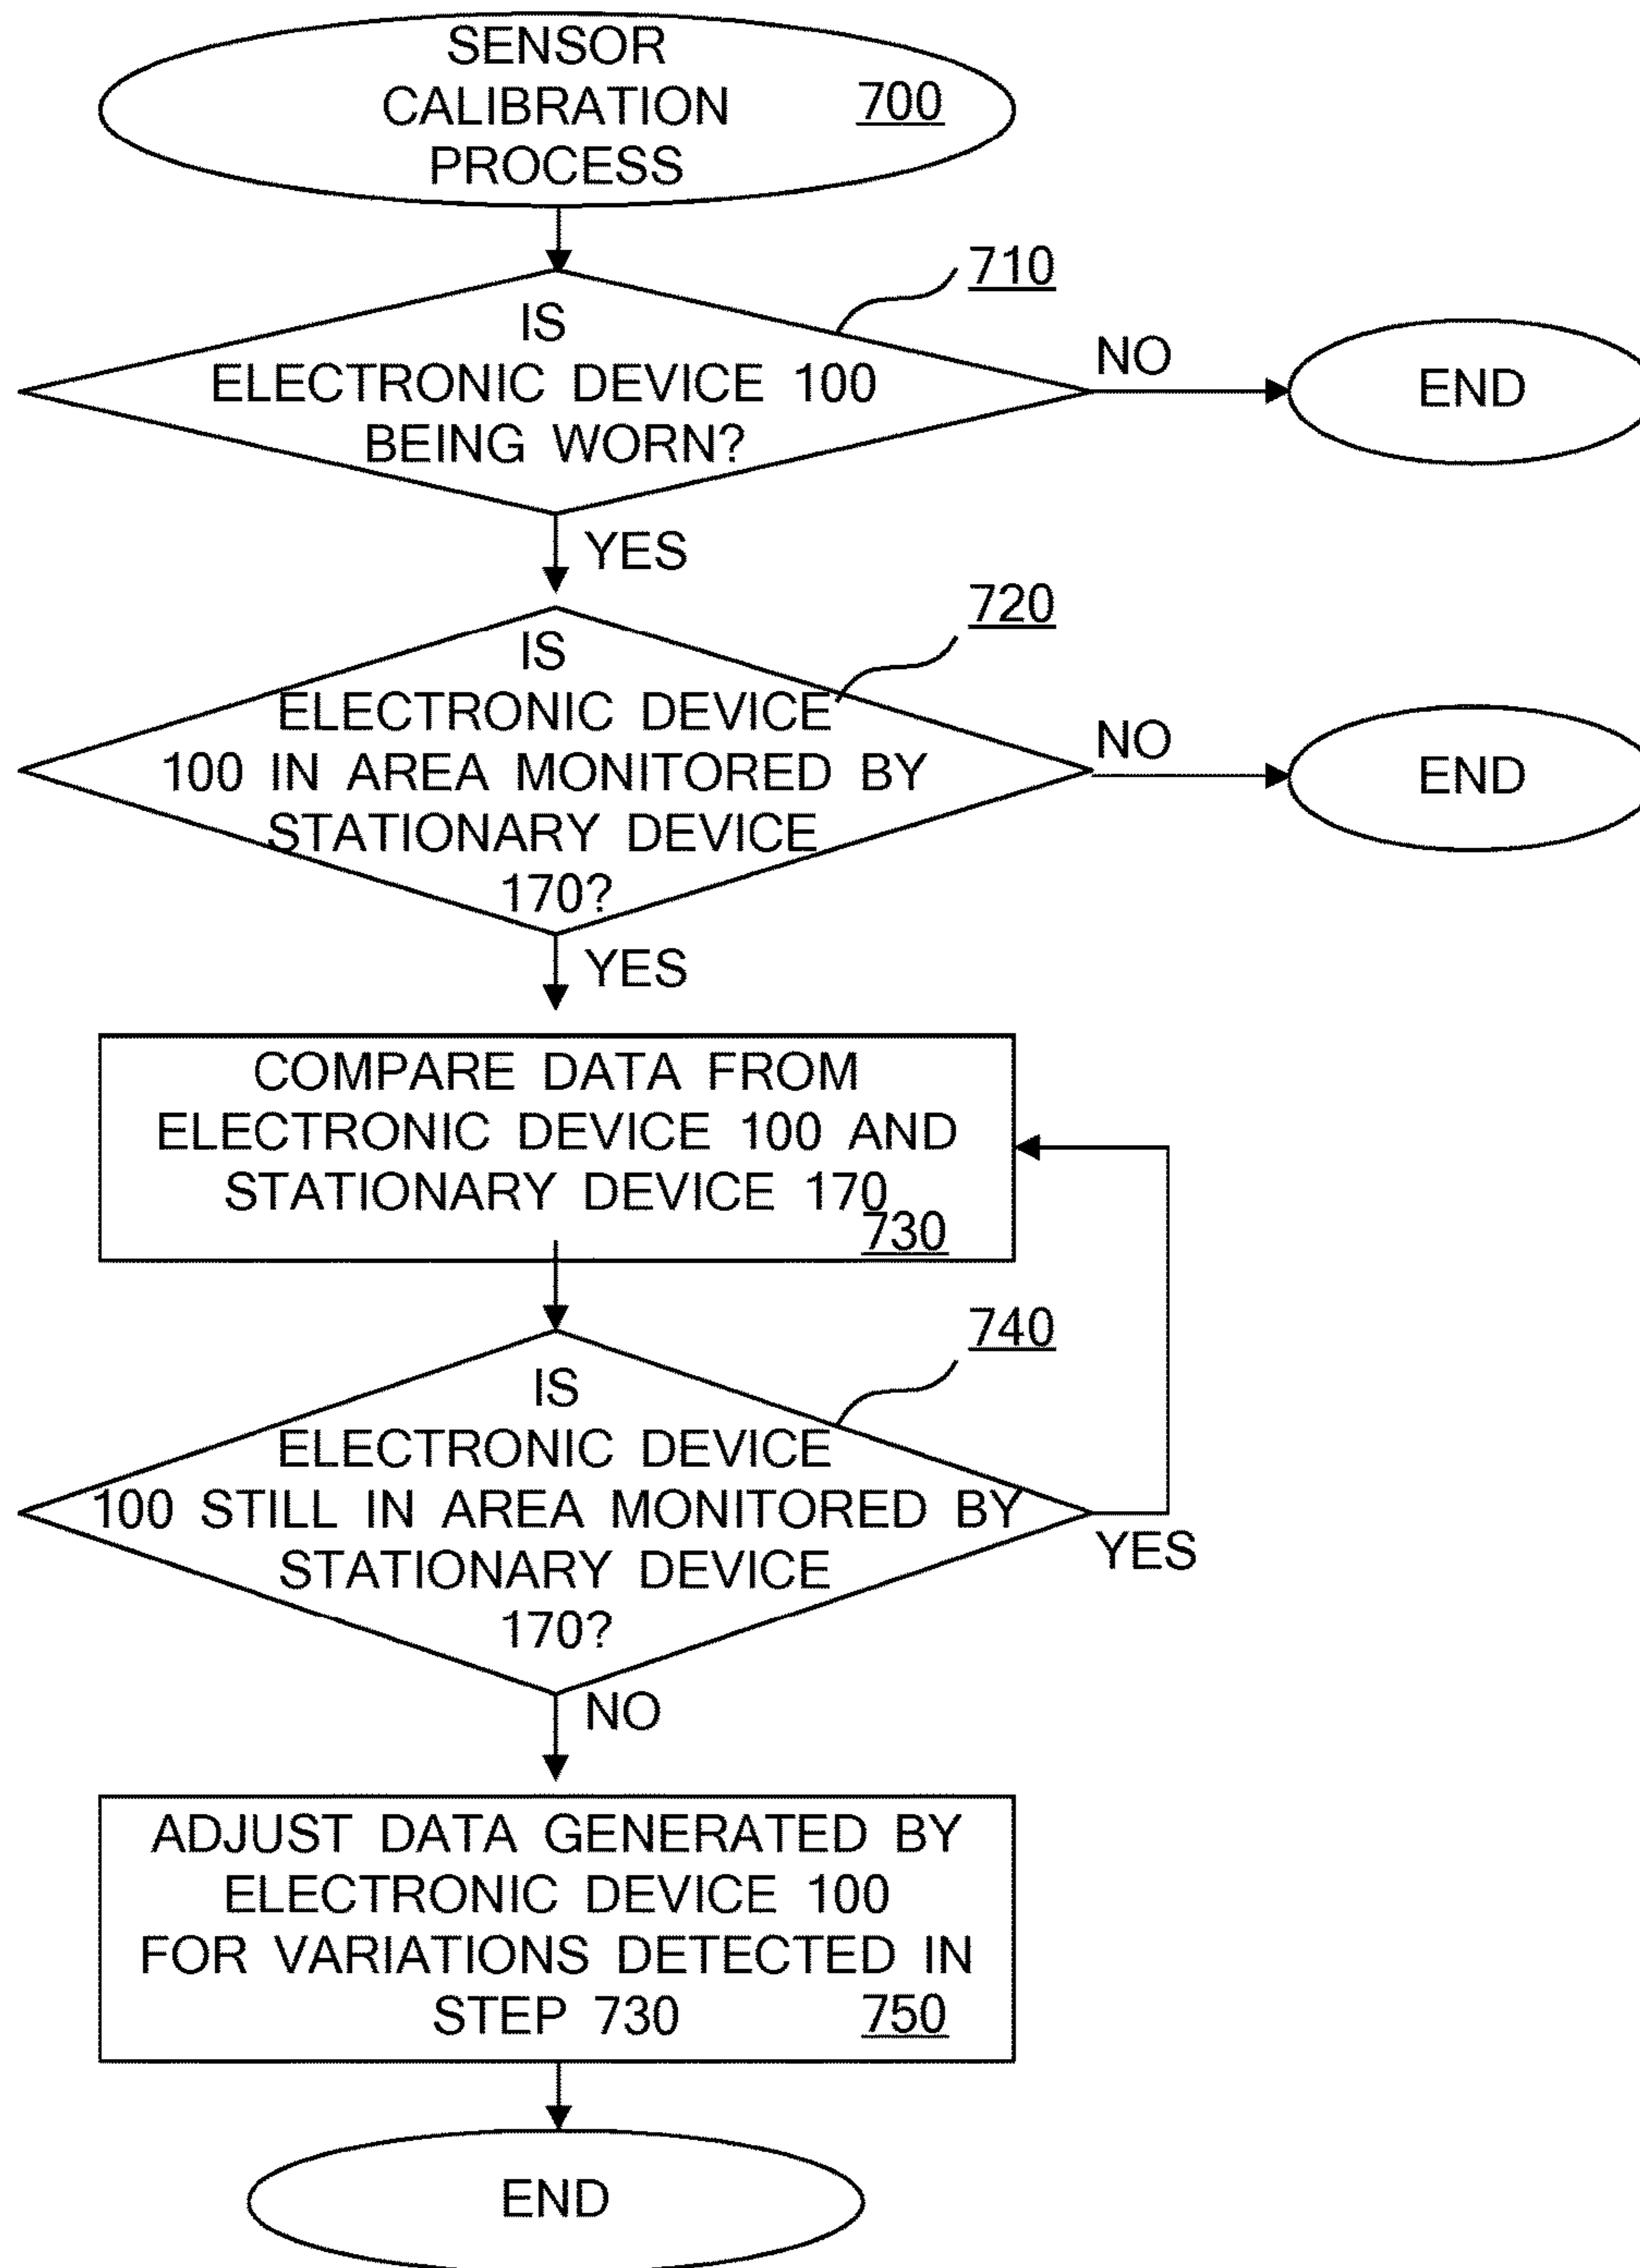 SENSOR
CALIBRATION 700
PROCESS
710
IS
ELECTRONIC DEVICE 100
BEING WORN?
NO
END
YES
720
IS
ELECTRONIC DEVICE
100 IN AREA MONITORED BY
STATIONARY DEVICE
170?
NO
END
YES
COMPARE DATA FROM
ELECTRONIC DEVICE 100 AND
STATIONARY DEVICE 170
730
740
IS
ELECTRONIC DEVICE
100 STILL IN AREA MONITORED BY
STATIONARY DEVICE
170?
YES
NO
ADJUST DATA GENERATED BY
ELECTRONIC DEVICE 100
FOR VARIATIONS DETECTED IN
STEP 730 750
END